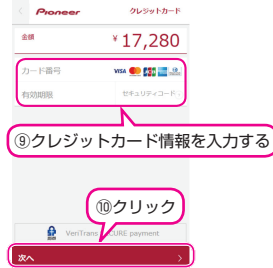 Pioneer クレジットカード
金額 ¥ 17,280
カード番号 VISA
有効期限 セキュリティコード
⑨クレジットカード情報を入力する
⑩クリック
VeriTrans CURE payment
次へ